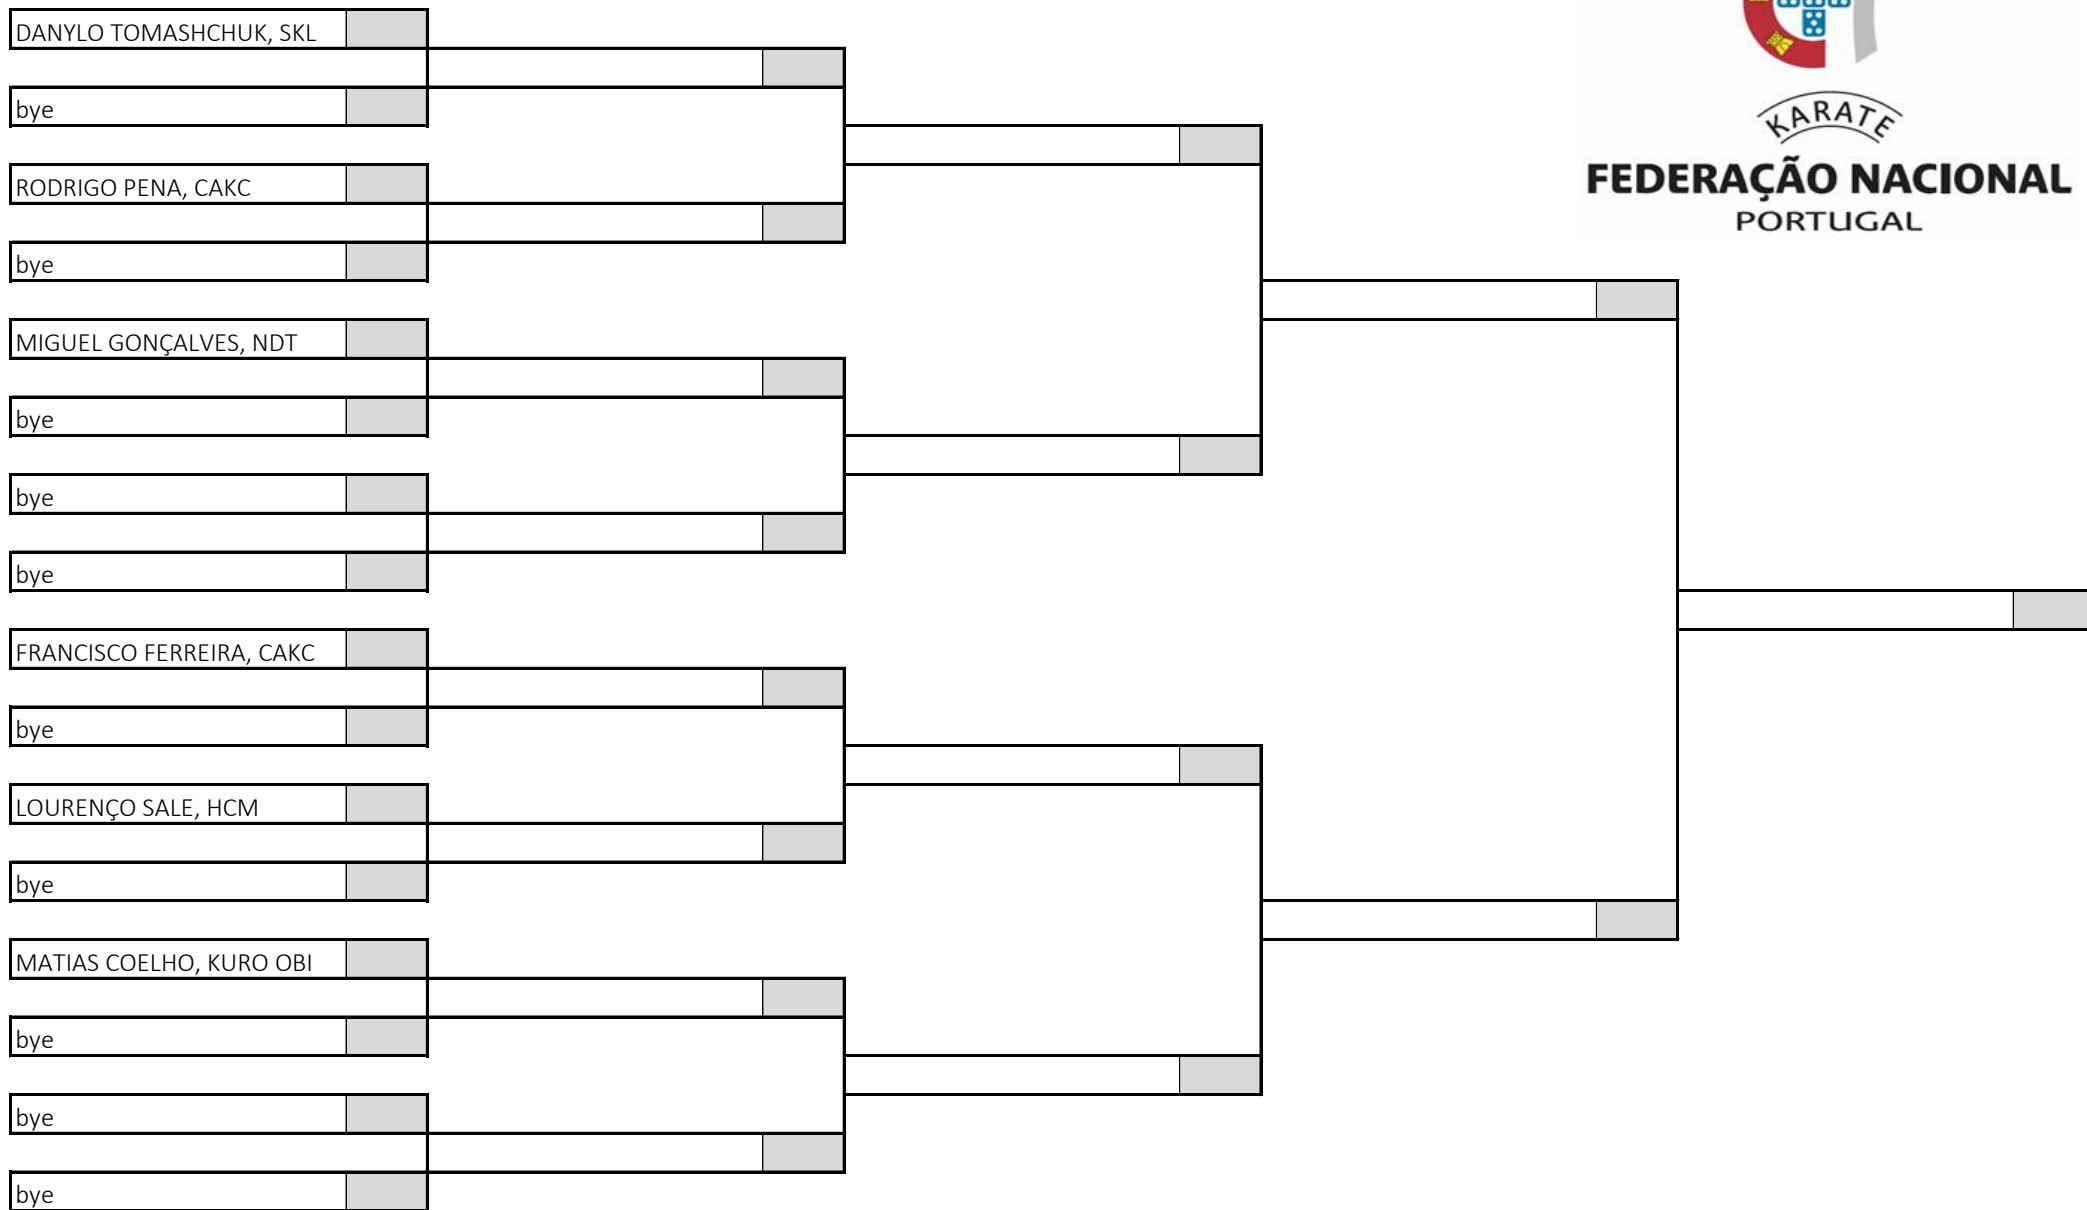 DANYLO TOMASHCHUK, SKL
bye
RODRIGO PENA, CAKC
bye
MIGUEL GONÇALVES, NDT
bye
bye
bye
FRANCISCO FERREIRA, CAKC
bye
LOURENÇO SALE, HCM
bye
MATIAS COELHO, KURO OBI
bye
bye
bye
KARATE
FEDERAÇÃO NACIONAL
PORTUGAL